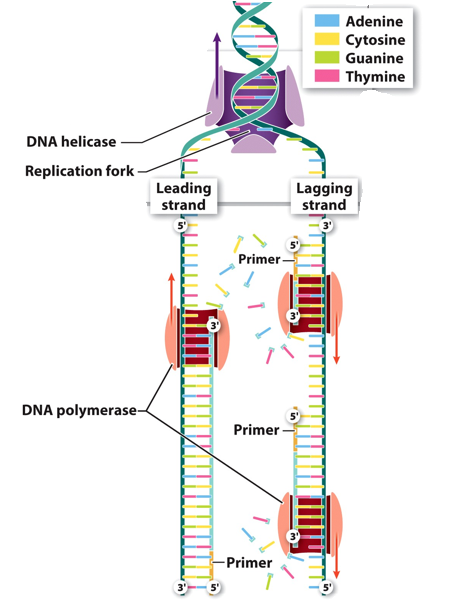 Adenine
Cytosine
Guanine
Thymine
DNA helicase
Replication fork
Leading
strand
Lagging
strand
5'
3'
5'
Primer
3'
3'
DNA polymerase
5'
Primer
3'
Primer
3'
5'
5'